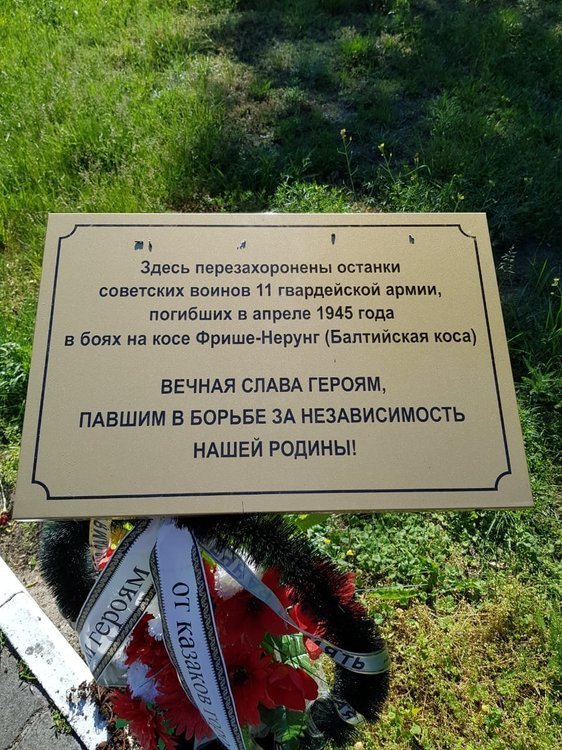 Здесь перезахоронены останки
советских воинов 11 гвардейской армии,
погибших в апреле 1945 года
в боях на косе Фрише-Нерунг (Балтийская коса)
ВЕЧНАЯ СЛАВА ГЕРОЯМ,
ПАВШИМ В БОРЬБЕ ЗА НЕЗАВИСИМОСТЬ
НАШЕЙ РОДИНЫ!
героям
от казаков